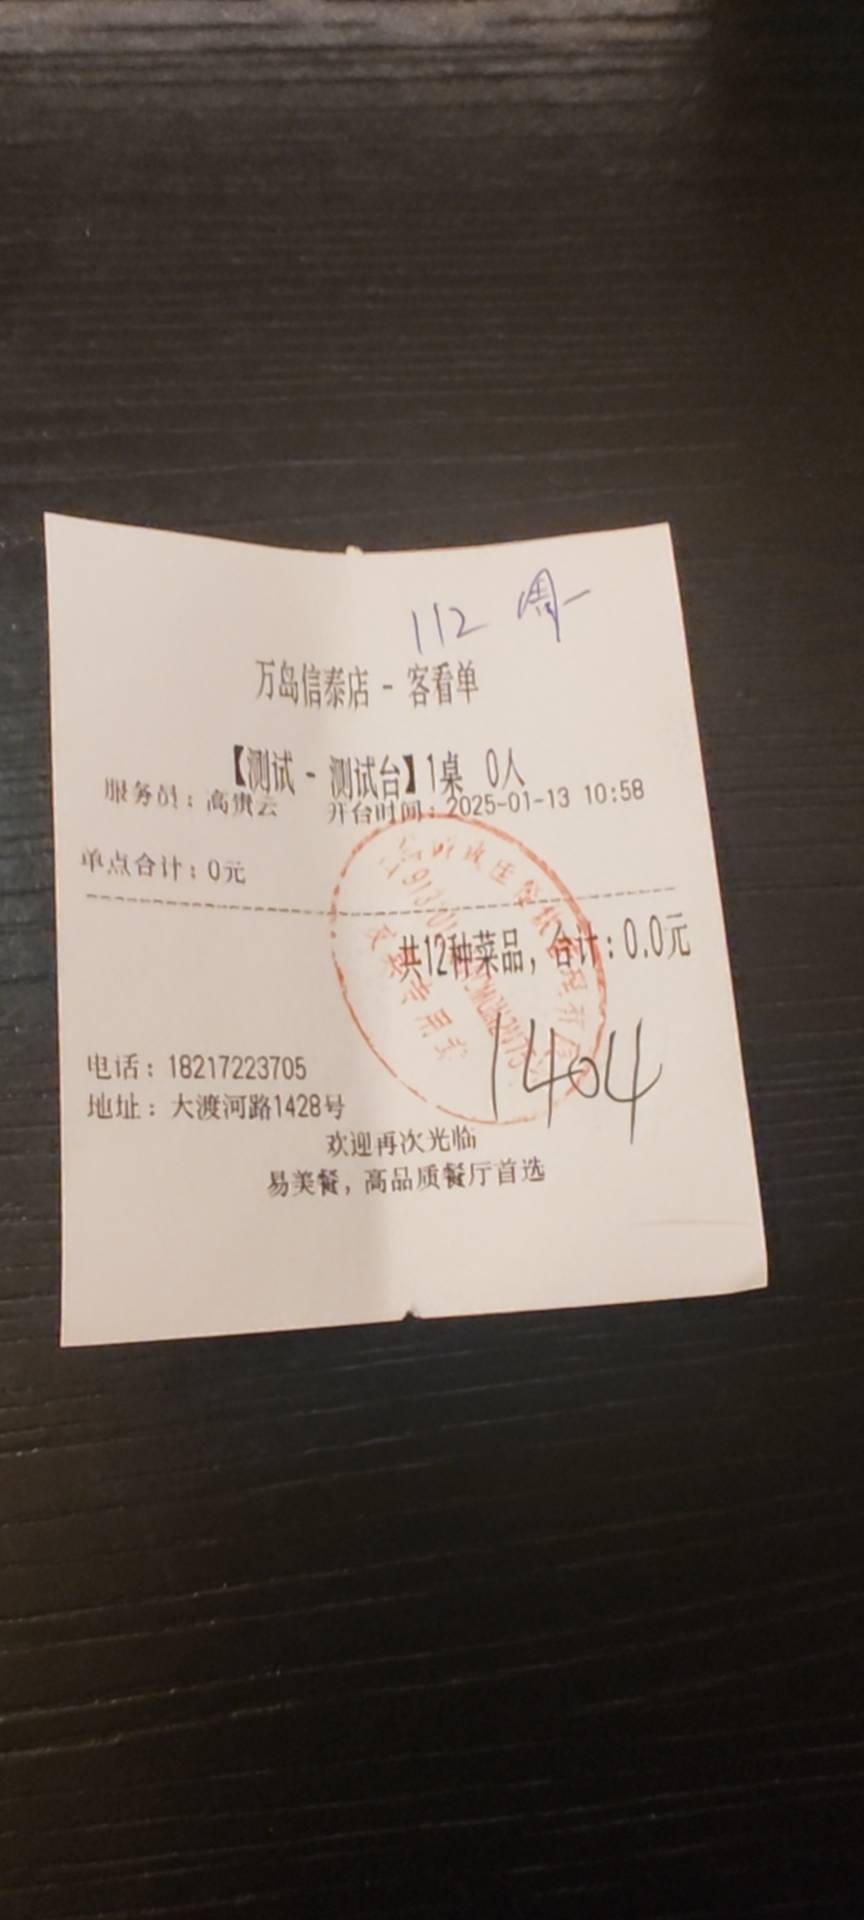 112 周一
万岛信泰店 - 客看单
【测试 - 测试台】1桌 0人
服务员：高贵云 开台时间：2025-01-13 10:58
单点合计：0元
共12种菜品，合计：0.0元
专用
1404
电话：18217223705
地址：大渡河路1428号
欢迎再次光临
易美餐，高品质餐厅首选